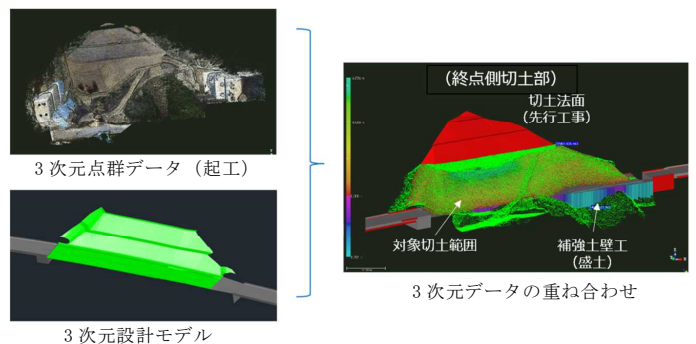 3次元点群データ（起工）
3次元設計モデル
（終点側切土部）
切土法面
（先行工事）
対象切土範囲
補強土壁工
（盛土）
3次元データの重ね合わせ